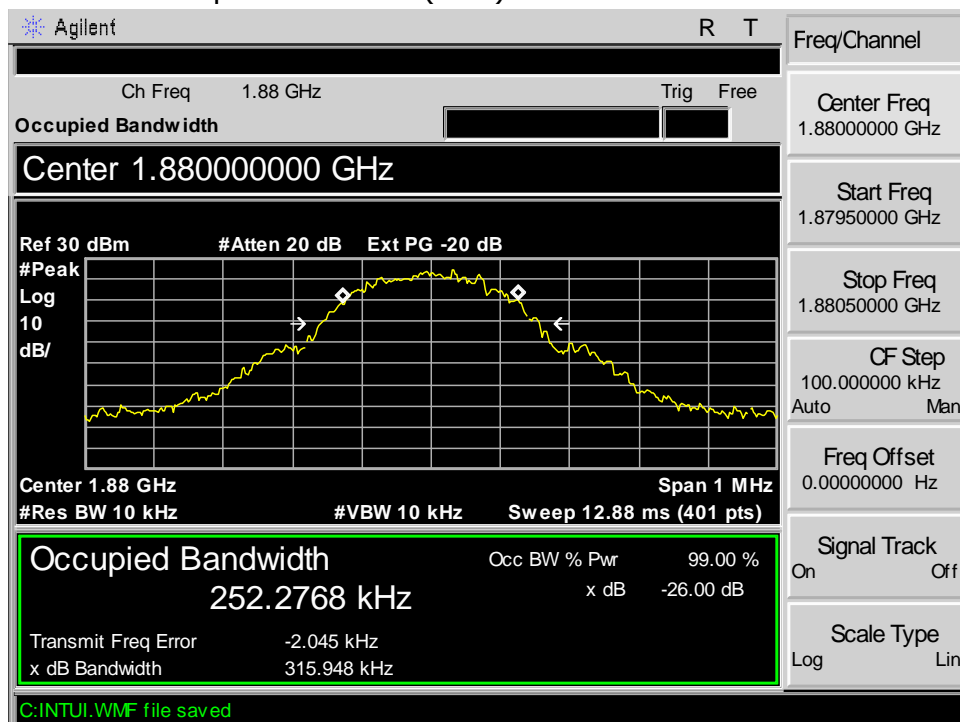 Agilent R T
Ch Freq 1.88 GHz Trig Free
Occupied Bandwidth
Center 1.880000000 GHz
Ref 30 dBm #Atten 20 dB Ext PG -20 dB
#Peak
Log
10
dB/
Center 1.88 GHz Span 1 MHz
#Res BW 10 kHz #VBW 10 kHz Sweep 12.88 ms (401 pts)
Occupied Bandwidth Occ BW % Pwr 99.00 %
252.2768 kHz x dB -26.00 dB
Transmit Freq Error -2.045 kHz
x dB Bandwidth 315.948 kHz
C:INTUI.WMF file saved
Freq/Channel
Center Freq
1.88000000 GHz
Start Freq
1.87950000 GHz
Stop Freq
1.88050000 GHz
CF Step
100.000000 kHz
Auto Man
Freq Offset
0.00000000 Hz
Signal Track
On Off
Scale Type
Log Lin